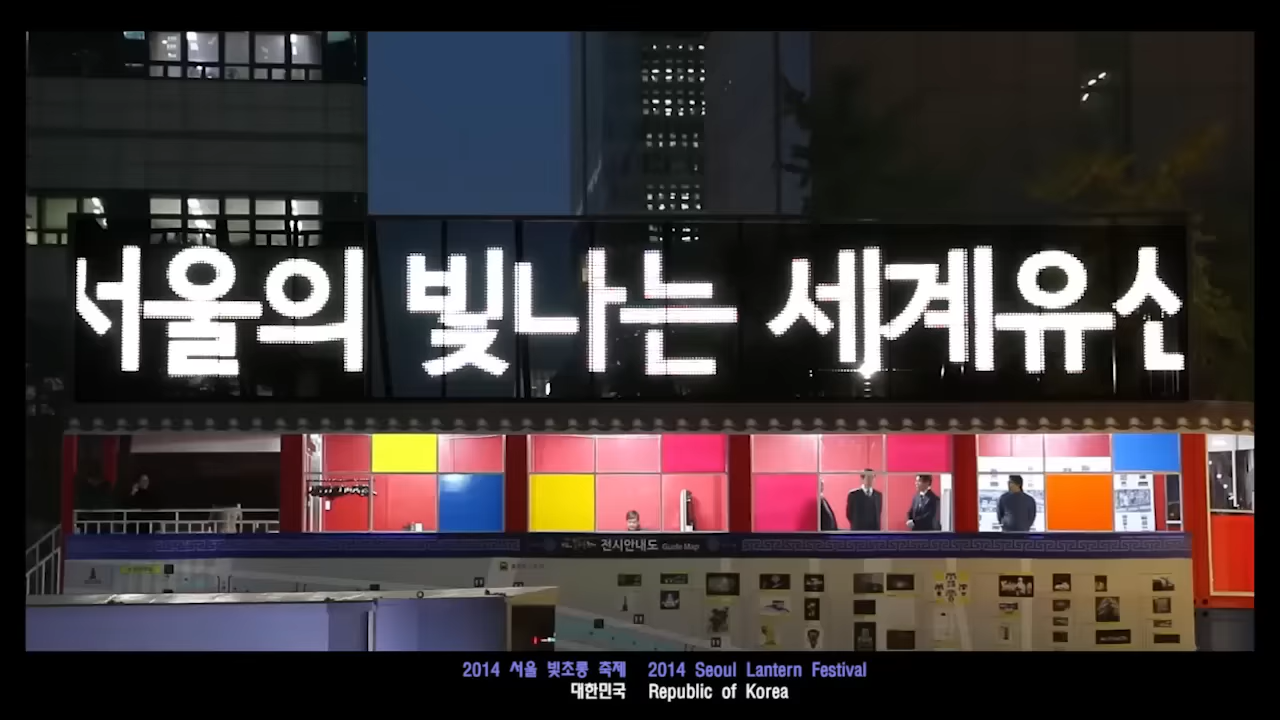 서울의 빛나는 세계유산
전시안내도 Guide Map
2014 서울 빛초롱 축제 2014 Seoul Lantern Festival
대한민국 Republic of Korea